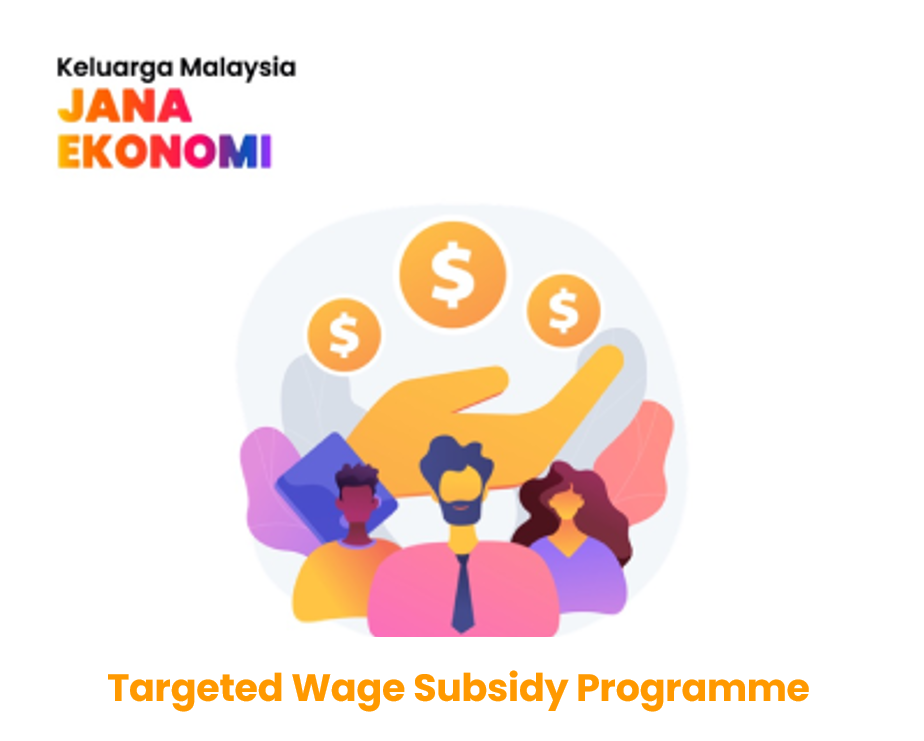 Keluarga Malaysia
JANA
EKONOMI
$
$
$
Targeted Wage Subsidy Programme